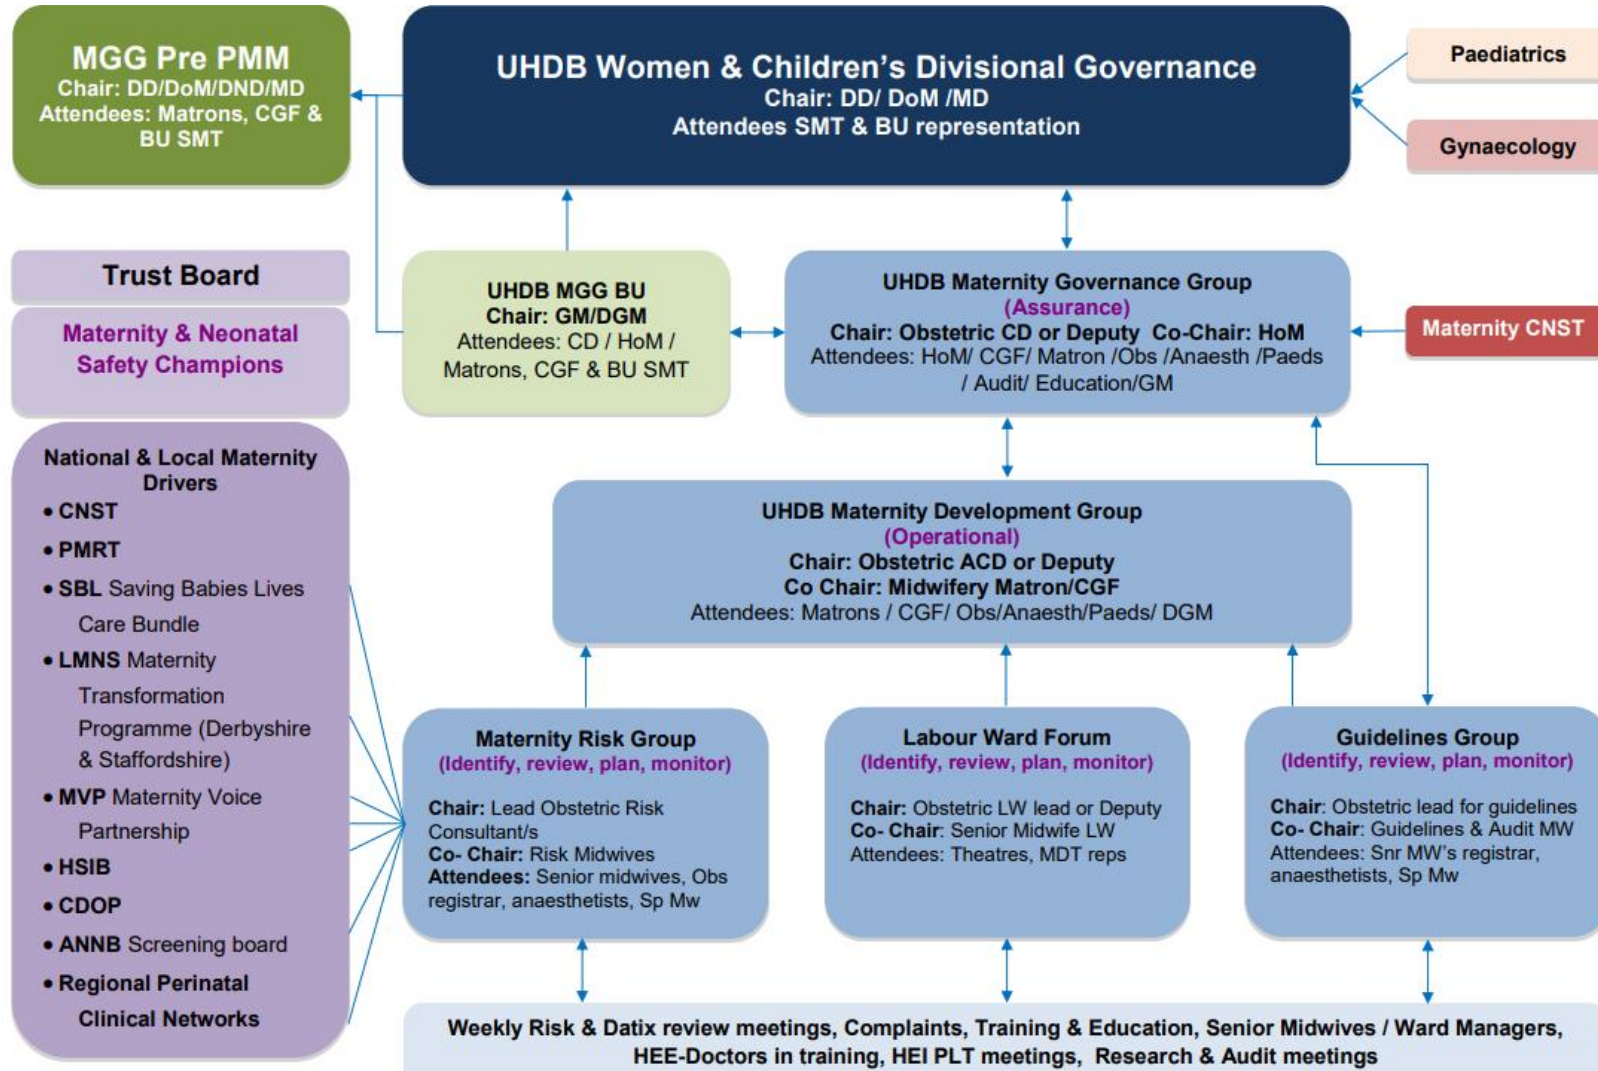 MGG Pre PMM
Chair: DD/DoM/DND/MD
Attendees: Matrons, CGF &
BU SMT
UHDB Women & Children's Divisional Governance
Chair: DD/ DoM /MD
Attendees SMT & BU representation
Paediatrics
Gynaecology
Trust Board
Maternity & Neonatal
Safety Champions
UHDB MGG BU
Chair: GM/DGM
Attendees: CD / HoM /
Matrons, CGF & BU SMT
UHDB Maternity Governance Group
(Assurance)
Chair: Obstetric CD or Deputy  Co-Chair: HoM
Attendees: HoM/ CGF/ Matron /Obs /Anaesth /Paeds
/ Audit/ Education/GM
Maternity CNST
National & Local Maternity
Drivers
• CNST
• PMRT
• SBL Saving Babies Lives
Care Bundle
• LMNS Maternity
Transformation
Programme (Derbyshire
& Staffordshire)
• MVP Maternity Voice
Partnership
• HSIB
• CDOP
• ANNB Screening board
• Regional Perinatal
Clinical Networks
UHDB Maternity Development Group
(Operational)
Chair: Obstetric ACD or Deputy
Co Chair: Midwifery Matron/CGF
Attendees: Matrons / CGF/ Obs/Anaesth/Paeds/ DGM
Maternity Risk Group
(Identify, review, plan, monitor)
Chair: Lead Obstetric Risk
Consultant/s
Co- Chair: Risk Midwives
Attendees: Senior midwives, Obs
registrar, anaesthetists, Sp Mw
Labour Ward Forum
(Identify, review, plan, monitor)
Chair: Obstetric LW lead or Deputy
Co- Chair: Senior Midwife LW
Attendees: Theatres, MDT reps
Guidelines Group
(Identify, review, plan, monitor)
Chair: Obstetric lead for guidelines
Co- Chair: Guidelines & Audit MW
Attendees: Snr MW's registrar,
anaesthetists, Sp Mw
Weekly Risk & Datix review meetings, Complaints, Training & Education, Senior Midwives / Ward Managers,
HEE-Doctors in training, HEI PLT meetings,  Research & Audit meetings